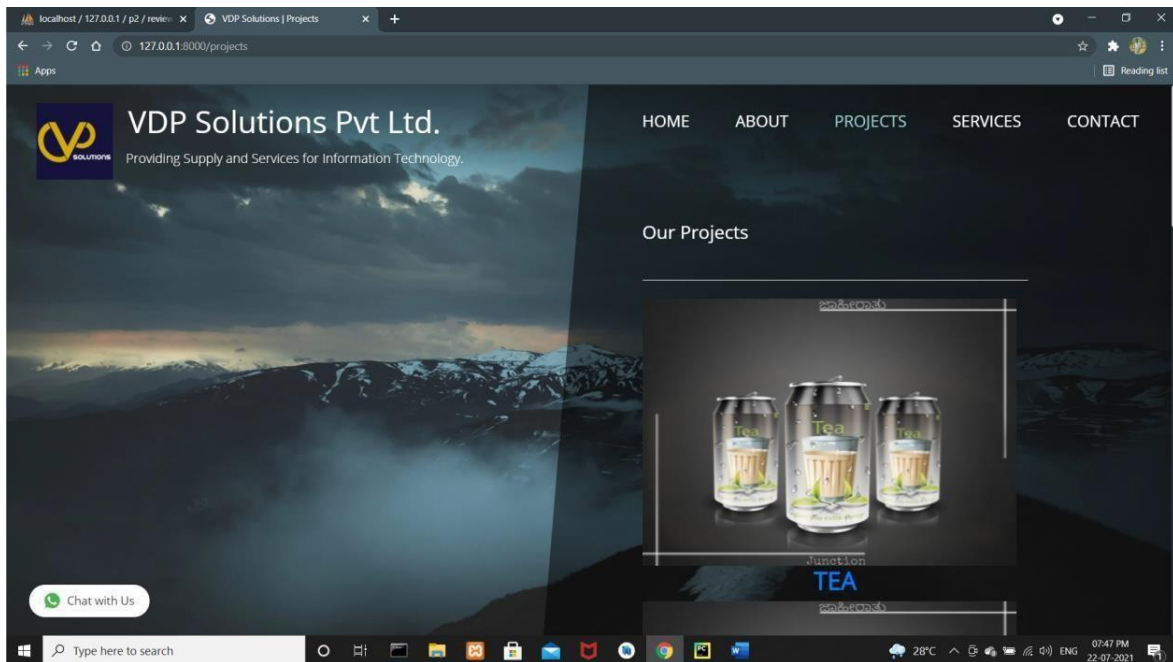 localhost / 127.0.0.1 / p2 / review
VDP Solutions | Projects
127.0.0.1:8000/projects
Apps
Reading list
SOLUTIONS
VDP Solutions Pvt Ltd.
Providing Supply and Services for Information Technology.
HOME ABOUT PROJECTS SERVICES CONTACT
Our Projects
ಜಾಹೀರಾತು
Tea Tea Tea
Junction
TEA
ಜಾಹೀರಾತು
Chat with Us
Type here to search
28°C ENG 07:47 PM
22-07-2021